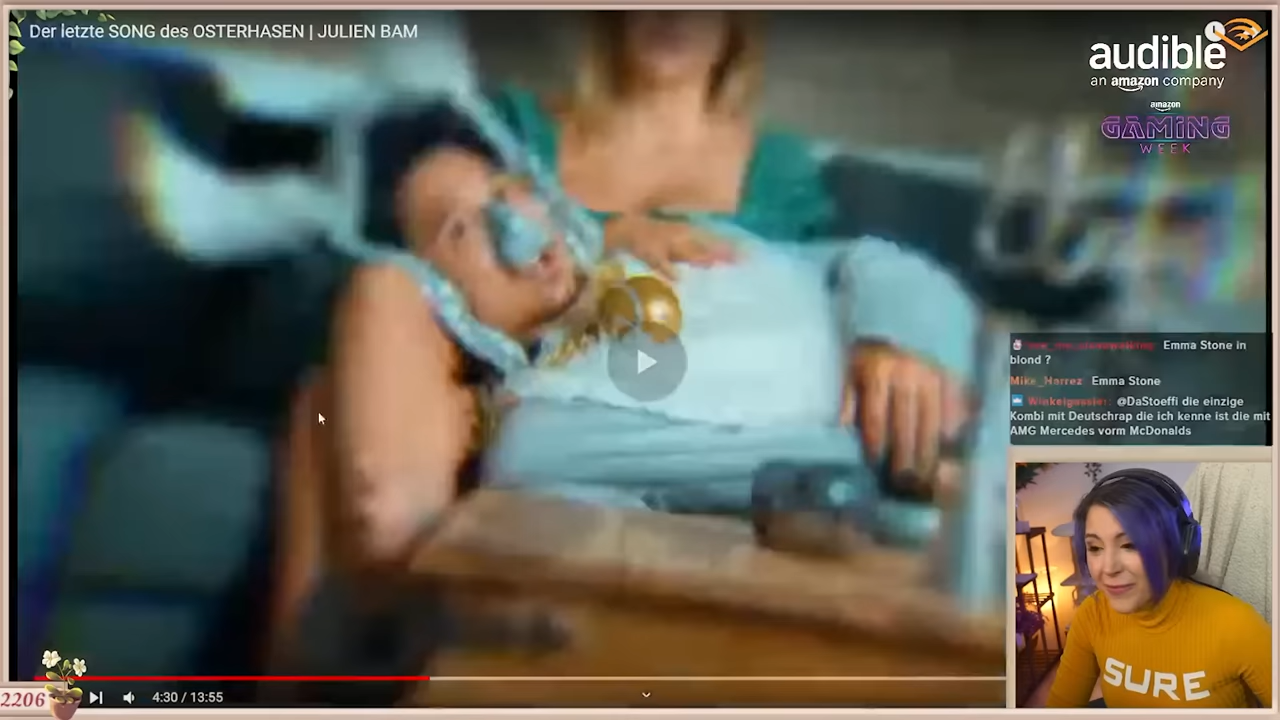 Der letzte SONG des OSTERHASEN | JULIEN BAM
audible
an amazon company
amazon
GAMING
WEEK
Emma Stone in
blond ?
Mike_Harrez Emma Stone
Winkelgassler: @DaStoeffi die einzige
Kombi mit Deutschrap die ich kenne ist die mit
AMG Mercedes vorm McDonalds
SURE
2206
4:30 / 13:55